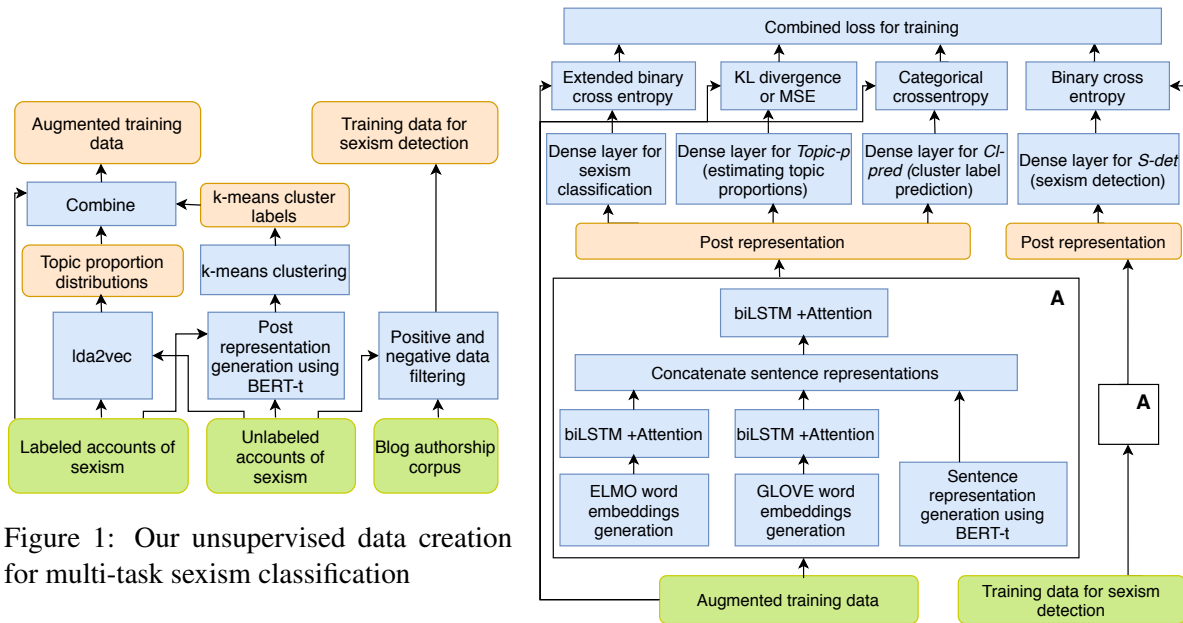 Augmented training
data
Training data for
sexism detection
Combine
k-means cluster
labels
Topic proportion
distributions
k-means clustering
lda2vec
Post
representation
generation using
BERT-t
Positive and
negative data
filtering
Labeled accounts of
sexism
Unlabeled
accounts of
sexism
Blog authorship
corpus
Figure 1: Our unsupervised data creation
for multi-task sexism classification
Combined loss for training
Extended binary
cross entropy
KL divergence
or MSE
Categorical
crossentropy
Binary cross
entropy
Dense layer for
sexism
classification
Dense layer for Topic-p
(estimating topic
proportions)
Dense layer for Cl-
pred (cluster label
prediction)
Dense layer for S-det
(sexism detection)
Post representation
Post representation
A
biLSTM +Attention
Concatenate sentence representations
A
biLSTM +Attention
biLSTM +Attention
ELMO word
embeddings
generation
GLOVE word
embeddings
generation
Sentence
representation
generation using
BERT-t
Augmented training data
Training data for sexism
detection